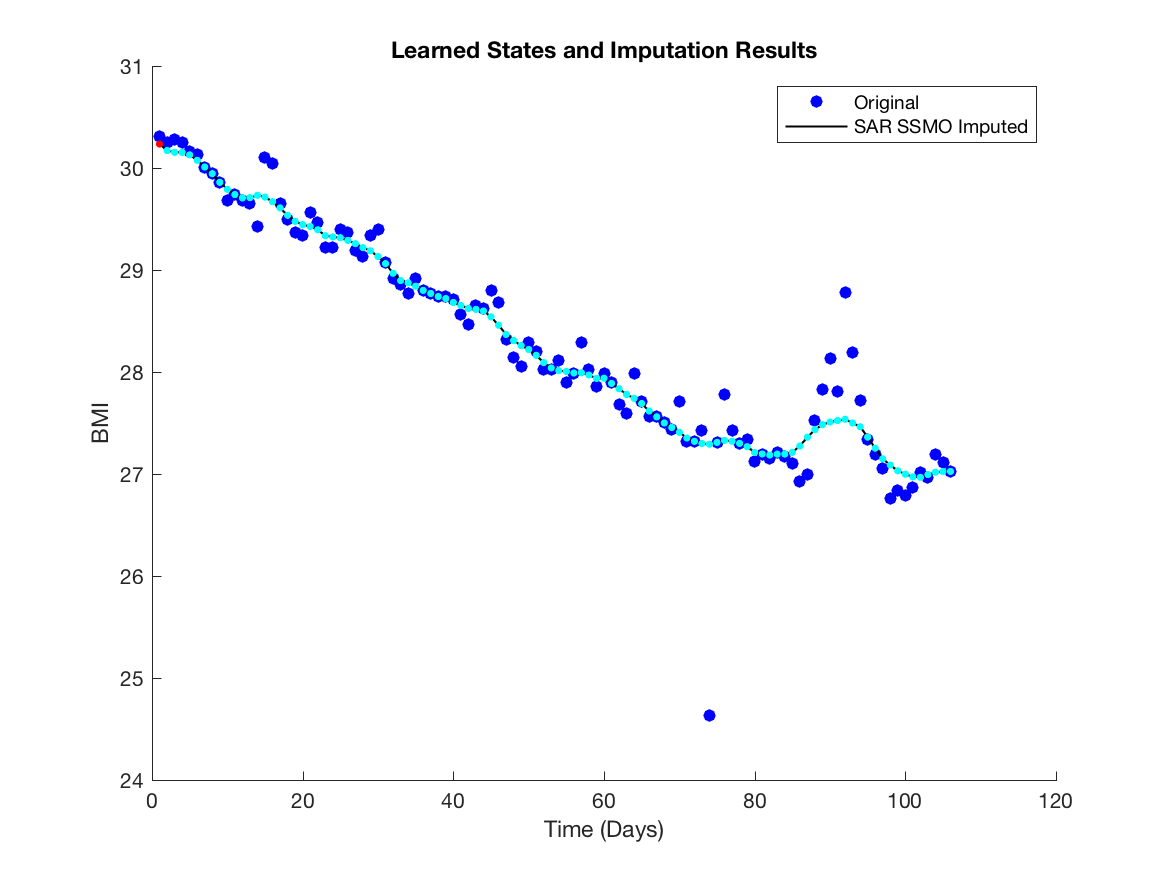 Learned States and Imputation Results
Original
SAR SSMO Imputed
31
30
29
28
27
26
25
24
BMI
0 20 40 60 80 100 120
Time (Days)